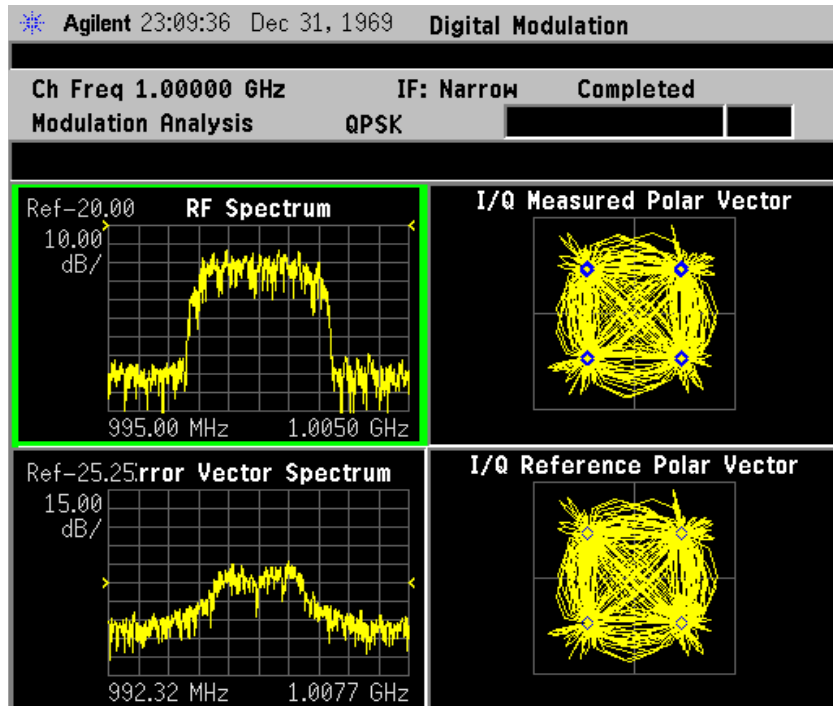 Agilent 23:09:36 Dec 31, 1969 Digital Modulation
Ch Freq 1.00000 GHz IF: Narrow Completed
Modulation Analysis QPSK
Ref-20.00 RF Spectrum
10.00
dB/
995.00 MHz 1.0050 GHz
I/Q Measured Polar Vector
Ref-25.25 rror Vector Spectrum
15.00
dB/
992.32 MHz 1.0077 GHz
I/Q Reference Polar Vector